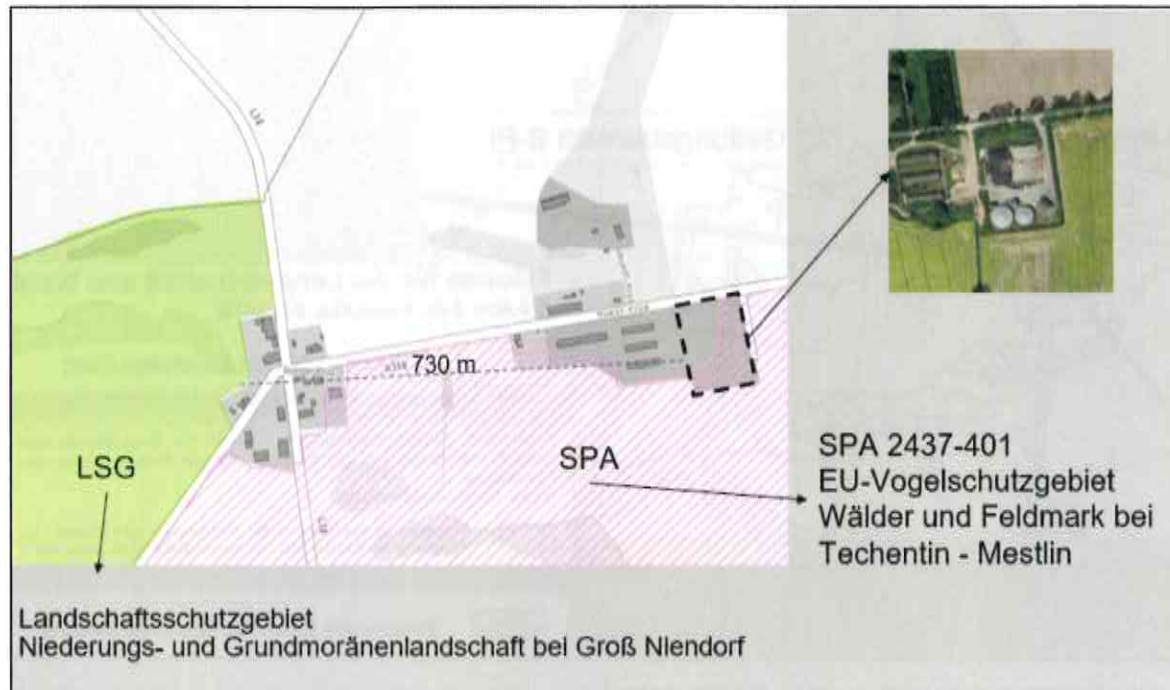 730 m
LSG
SPA
SPA 2437-401
EU-Vogelschutzgebiet
Wälder und Feldmark bei
Techentin - Mestlin
Landschaftsschutzgebiet
Niederungs- und Grundmoränenlandschaft bei Groß Niendorf